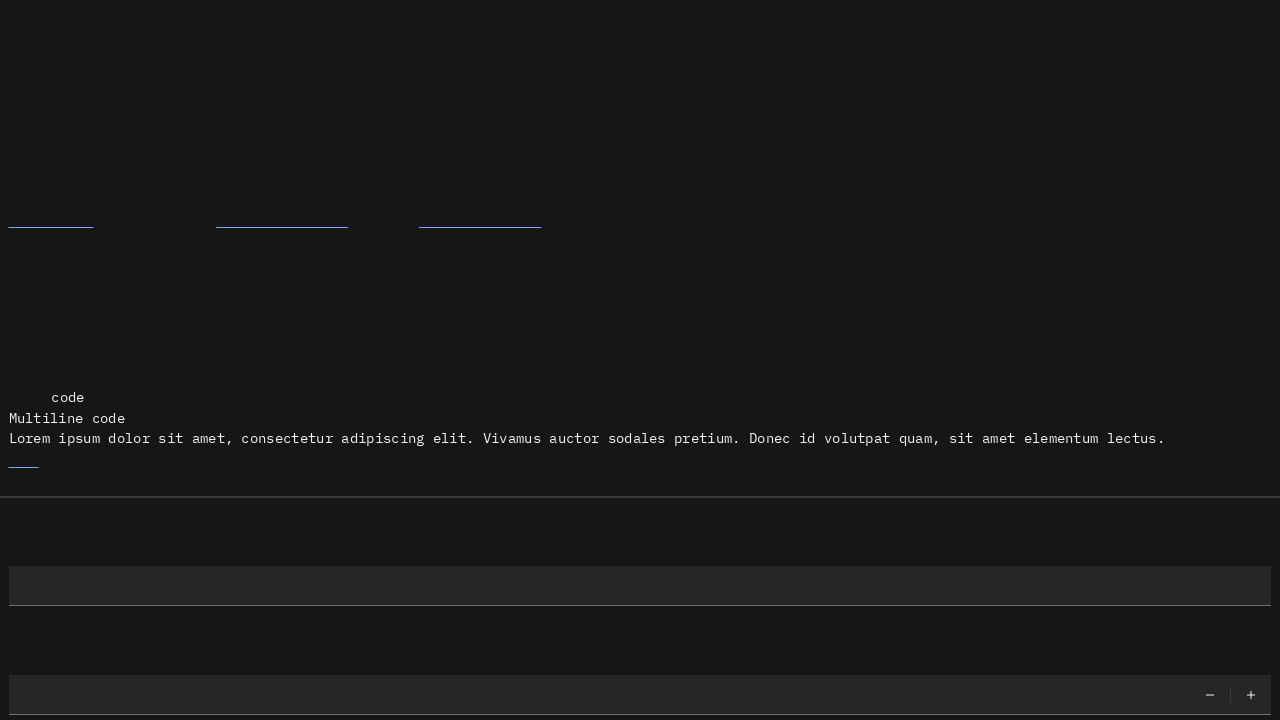 code
Multiline code
Lorem ipsum dolor sit amet, consectetur adipiscing elit. Vivamus auctor sodales pretium. Donec id volutpat quam, sit amet elementum lectus.